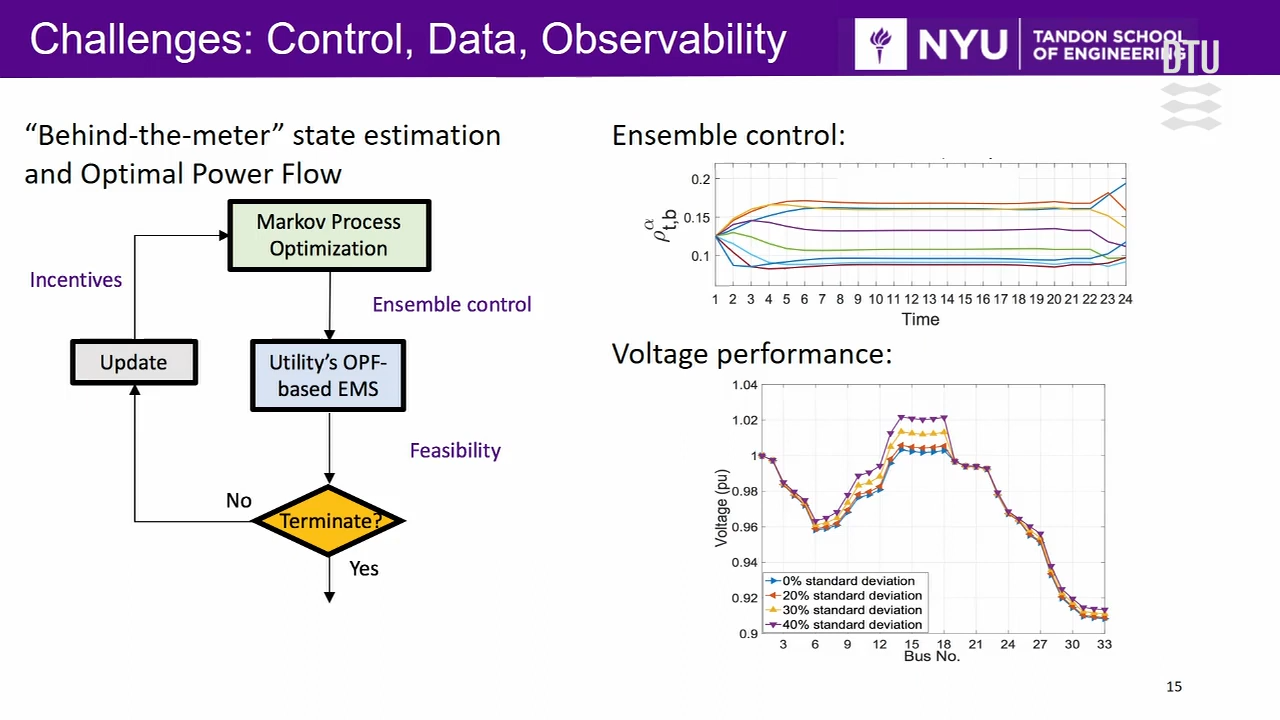 Challenges: Control, Data, Observability
NYU
TANDON SCHOOL
OF ENGINEERING
DTU
“Behind-the-meter” state estimation
and Optimal Power Flow
Markov Process
Optimization
Incentives
Ensemble control
Update
Utility’s OPF-
based EMS
Feasibility
No
Terminate?
Yes
Ensemble control:
0.2
0.15
0.1
ρ^α_t,b
1 2 3 4 5 6 7 8 9 10 11 12 13 14 15 16 17 18 19 20 21 22 23 24
Time
Voltage performance:
1.04
1.02
1
0.98
0.96
0.94
0.92
0.9
Voltage (pu)
0% standard deviation
20% standard deviation
30% standard deviation
40% standard deviation
3 6 9 12 15 18 21 24 27 30 33
Bus No.
15